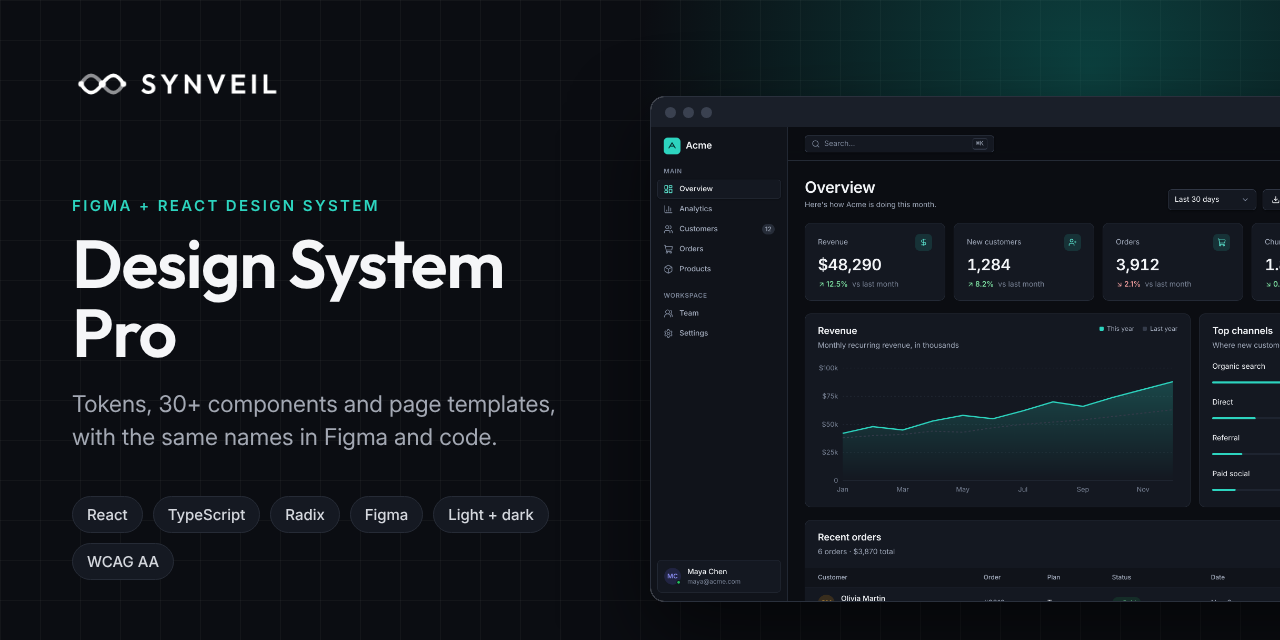 SYNVEIL
FIGMA + REACT DESIGN SYSTEM
Design System
Pro
Tokens, 30+ components and page templates,
with the same names in Figma and code.
React
TypeScript
Radix
Figma
Light + dark
WCAG AA
Acme
MAIN
Overview
Analytics
Customers 12
Orders
Products
WORKSPACE
Team
Settings
MC
Maya Chen
maya@acme.com
Search... ⌘K
Overview
Here's how Acme is doing this month.
Last 30 days
Revenue
$
$48,290
12.5% vs last month
New customers
1,284
8.2% vs last month
Orders
3,912
2.1% vs last month
Revenue
Monthly recurring revenue, in thousands
This year
Last year
$100k
$75k
$50k
$25k
0
Jan Mar May Jul Sep Nov
Top channels
Where new
Organic search
Direct
Referral
Paid social
Recent orders
6 orders · $3,870 total
Customer Order Plan Status Date
Olivia Martin